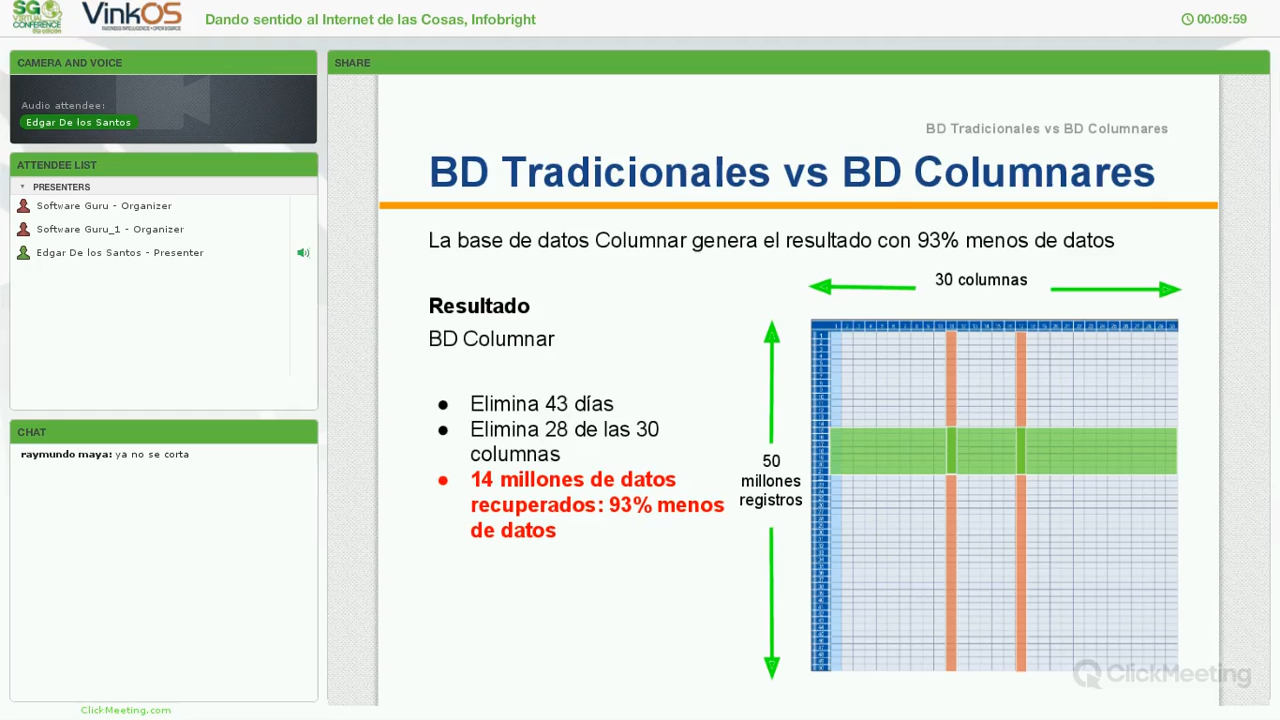 SG
VIRTUAL
CONFERENCE
VinkOS
Dando sentido al Internet de las Cosas, Infobright
00:09:59
CAMERA AND VOICE
Audio attendee:
Edgar De los Santos
ATTENDEE LIST
PRESENTERS
Software Guru - Organizer
Software Guru_1 - Organizer
Edgar De los Santos - Presenter
CHAT
raymundo maya: ya no se corta
ClickMeeting.com
SHARE
BD Tradicionales vs BD Columnares
BD Tradicionales vs BD Columnares
La base de datos Columnar genera el resultado con 93% menos de datos
Resultado
BD Columnar
● Elimina 43 días
● Elimina 28 de las 30
columnas
● 14 millones de datos
recuperados: 93% menos
de datos
30 columnas
50
millones
registros
ClickMeeting